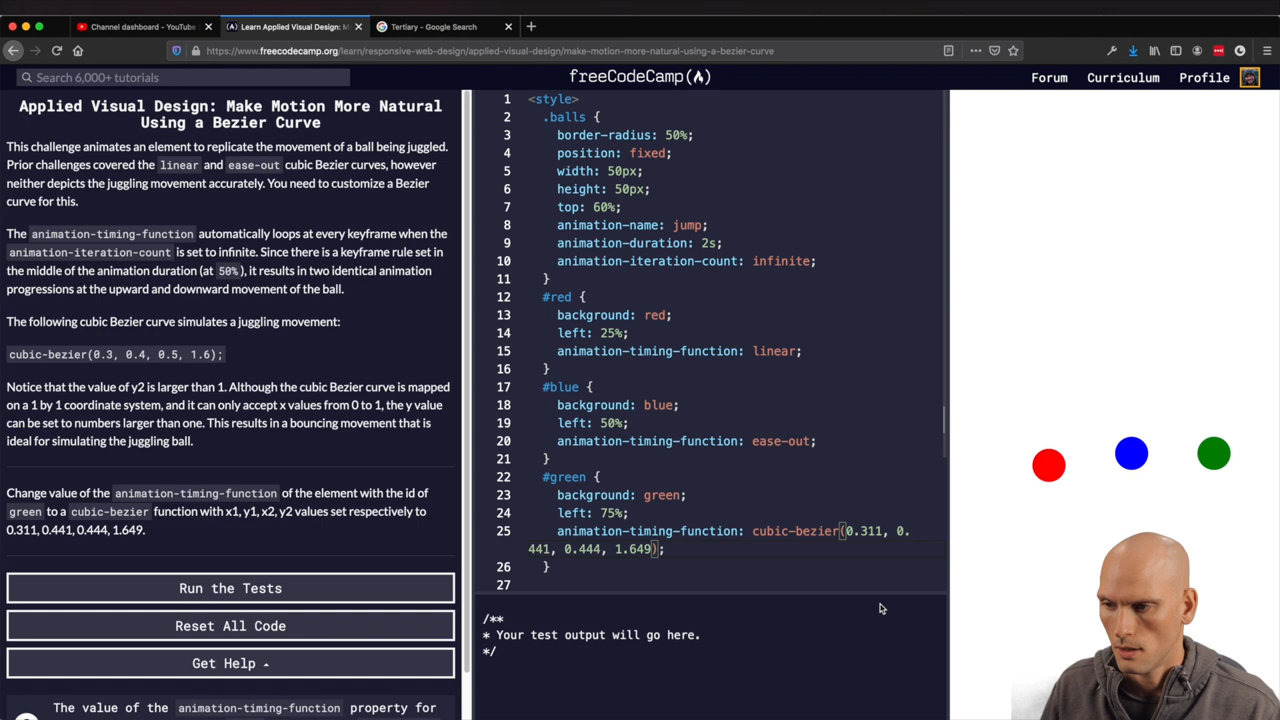 Channel dashboard - YouTube
Learn Applied Visual Design: M
Tertiary - Google Search
https://www.freecodecamp.org/learn/responsive-web-design/applied-visual-design/make-motion-more-natural-using-a-bezier-curve
Search 6,000+ tutorials
freeCodeCamp
Forum
Curriculum
Profile
Applied Visual Design: Make Motion More Natural
Using a Bezier Curve
This challenge animates an element to replicate the movement of a ball being juggled.
Prior challenges covered the linear and ease-out cubic Bezier curves, however
neither depicts the juggling movement accurately. You need to customize a Bezier
curve for this.
The animation-timing-function automatically loops at every keyframe when the
animation-iteration-count is set to infinite. Since there is a keyframe rule set in
the middle of the animation duration (at 50%), it results in two identical animation
progressions at the upward and downward movement of the ball.
The following cubic Bezier curve simulates a juggling movement:
cubic-bezier(0.3, 0.4, 0.5, 1.6);
Notice that the value of y2 is larger than 1. Although the cubic Bezier curve is mapped
on a 1 by 1 coordinate system, and it can only accept x values from 0 to 1, the y value
can be set to numbers larger than one. This results in a bouncing movement that is
ideal for simulating the juggling ball.
Change value of the animation-timing-function of the element with the id of
green to a cubic-bezier function with x1, y1, x2, y2 values set respectively to
0.311, 0.441, 0.444, 1.649.
Run the Tests
Reset All Code
Get Help
The value of the animation-timing-function property for
1 <style>
2 .balls {
3 border-radius: 50%;
4 position: fixed;
5 width: 50px;
6 height: 50px;
7 top: 60%;
8 animation-name: jump;
9 animation-duration: 2s;
10 animation-iteration-count: infinite;
11 }
12 #red {
13 background: red;
14 left: 25%;
15 animation-timing-function: linear;
16 }
17 #blue {
18 background: blue;
19 left: 50%;
20 animation-timing-function: ease-out;
21 }
22 #green {
23 background: green;
24 left: 75%;
25 animation-timing-function: cubic-bezier(0.311, 0.
441, 0.444, 1.649);
26 }
27
/**
* Your test output will go here.
*/